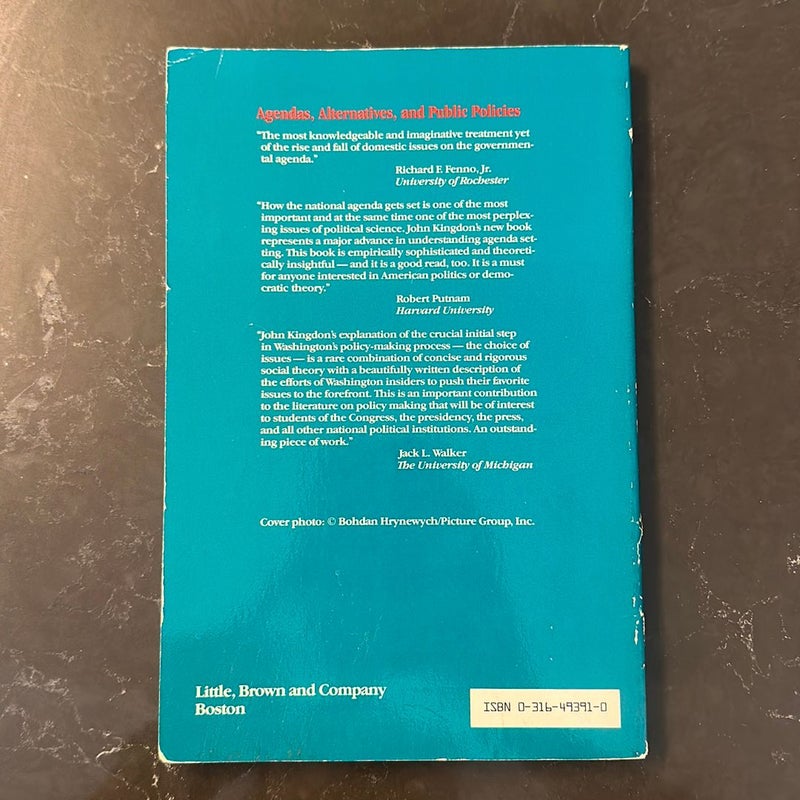 Agendas, Alternatives, and Public Policies
"The most knowledgeable and imaginative treatment yet
of the rise and fall of domestic issues on the governmen-
tal agenda."
Richard F. Fenno, Jr.
University of Rochester
"How the national agenda gets set is one of the most
important and at the same time one of the most perplex-
ing issues of political science. John Kingdon's new book
represents a major advance in understanding agenda set-
ting. This book is empirically sophisticated and theoreti-
cally insightful — and it is a good read, too. It is a must
for anyone interested in American politics or demo-
cratic theory."
Robert Putnam
Harvard University
"John Kingdon's explanation of the crucial initial step
in Washington's policy-making process — the choice of
issues — is a rare combination of concise and rigorous
social theory with a beautifully written description of
the efforts of Washington insiders to push their favorite
issues to the forefront. This is an important contribution
to the literature on policy making that will be of interest
to students of the Congress, the presidency, the press,
and all other national political institutions. An outstand-
ing piece of work."
Jack L. Walker
The University of Michigan
Cover photo: © Bohdan Hrynewych/Picture Group, Inc.
Little, Brown and Company
Boston
ISBN 0-316-49391-0